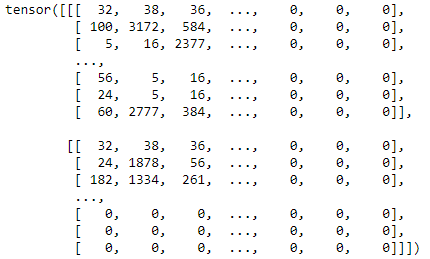 tensor([[[ 32, 38, 36, ..., 0, 0, 0],
[ 100, 3172, 584, ..., 0, 0, 0],
[ 5, 16, 2377, ..., 0, 0, 0],
...,
[ 56, 5, 16, ..., 0, 0, 0],
[ 24, 5, 16, ..., 0, 0, 0],
[ 60, 2777, 384, ..., 0, 0, 0]],
[[ 32, 38, 36, ..., 0, 0, 0],
[ 24, 1878, 56, ..., 0, 0, 0],
[ 182, 1334, 261, ..., 0, 0, 0],
...,
[ 0, 0, 0, ..., 0, 0, 0],
[ 0, 0, 0, ..., 0, 0, 0],
[ 0, 0, 0, ..., 0, 0, 0]]])